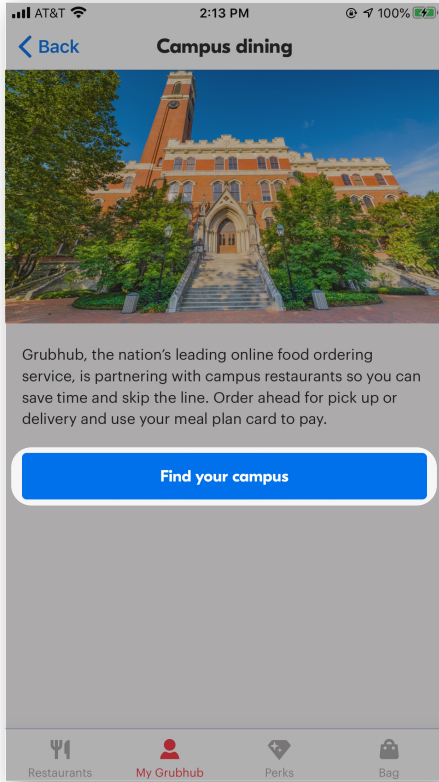 AT&T 2:13 PM 100%
Back Campus dining
Grubhub, the nation’s leading online food ordering
service, is partnering with campus restaurants so you can
save time and skip the line. Order ahead for pick up or
delivery and use your meal plan card to pay.
Find your campus
Restaurants My Grubhub Perks Bag